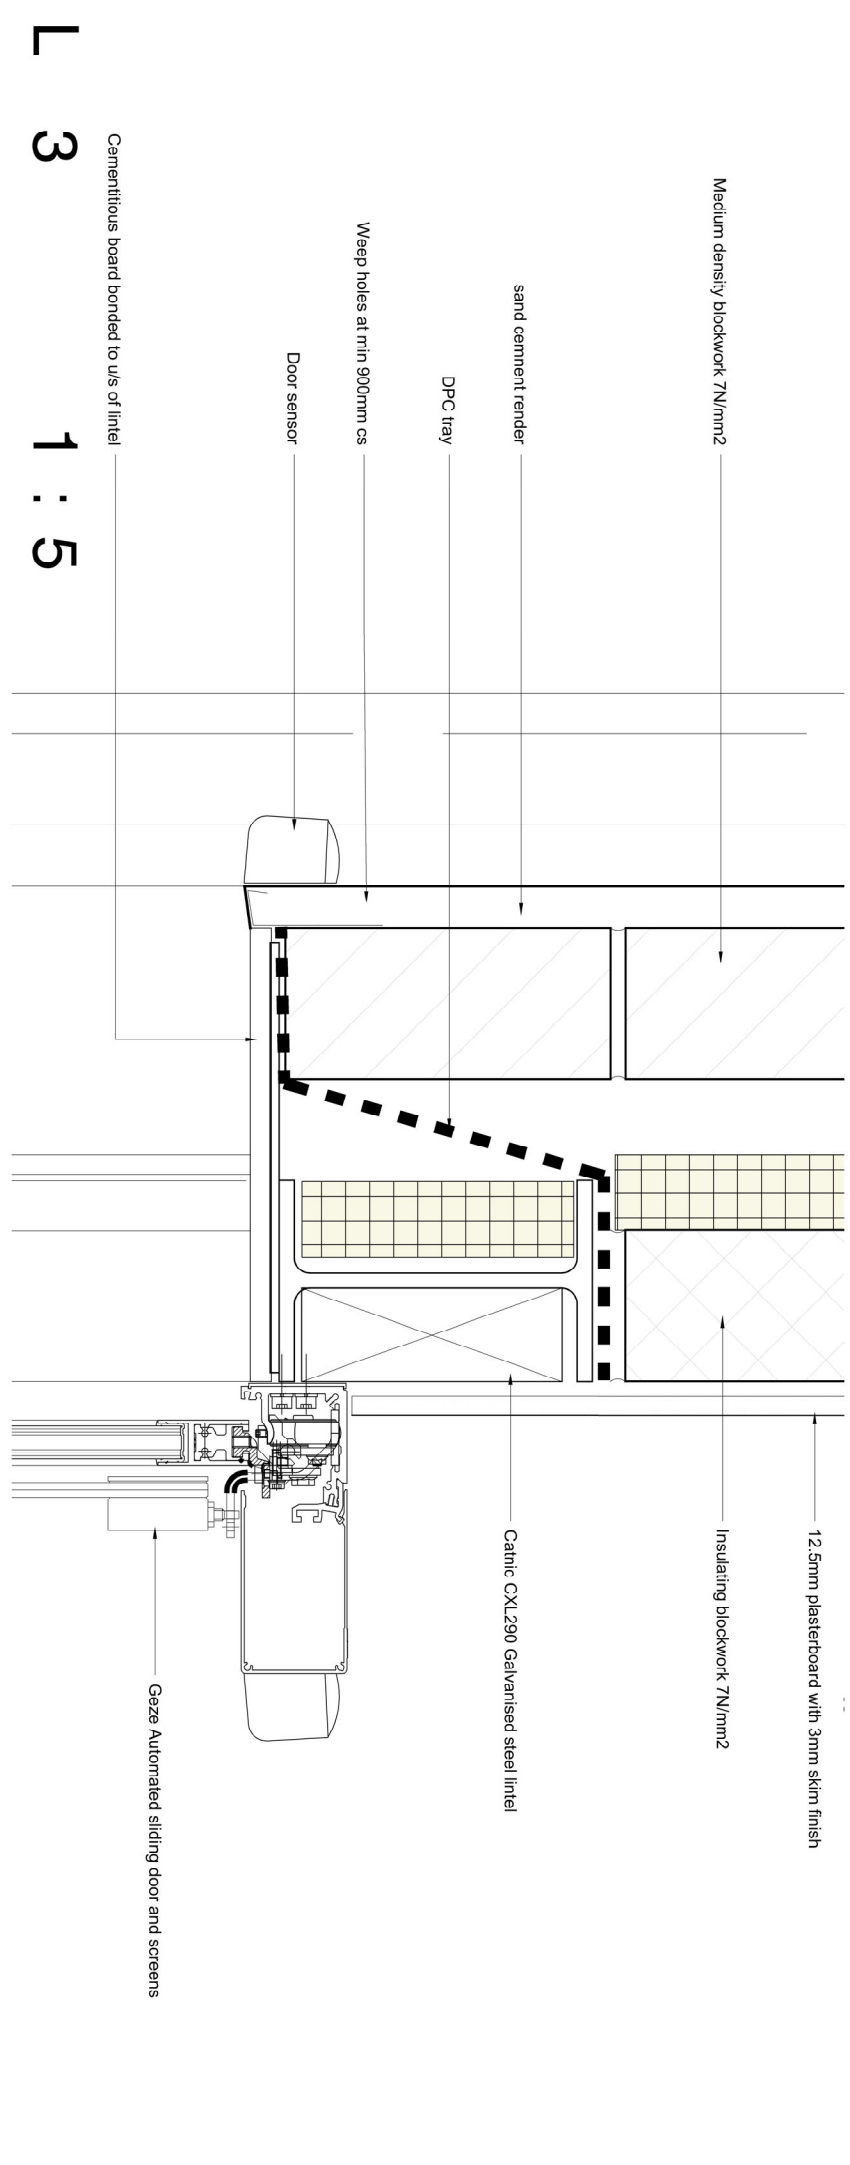 Medium density blockwork 7N/mm2
sand cemnent render
DPC tray
Weep holes at min 900mm cs
Door sensor
Cementitious board bonded to u/s of lintel
12.5mm plasterboard with 3mm skim finish
Insulating blockwork 7N/mm2
Catnic CXL290 Galvanised steel lintel
Geze Automated sliding door and screens
L 3 1:5